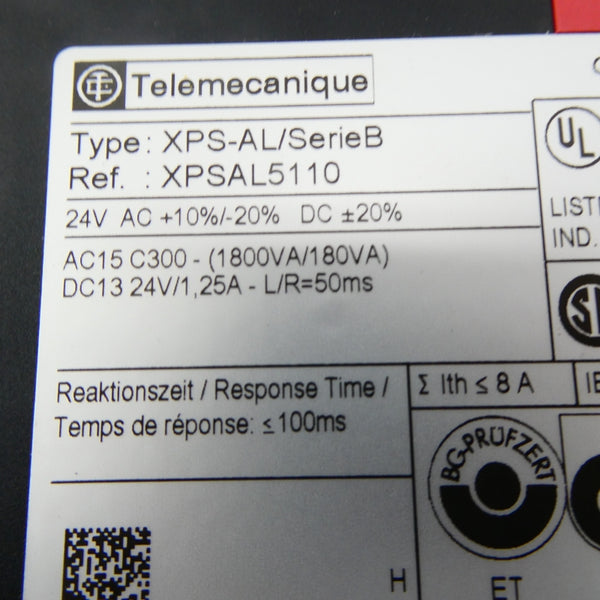 Telemecanique
Type : XPS-AL/SerieB
Ref. : XPSAL5110
24V AC +10%/-20% DC ±20%
AC15 C300 - (1800VA/180VA)
DC13 24V/1,25A - L/R=50ms
UL
LIST
IND.
Reaktionszeit / Response Time /
Temps de réponse: ≤100ms
Σ Ith ≤ 8 A
BG-PRÜFZERT
H
ET